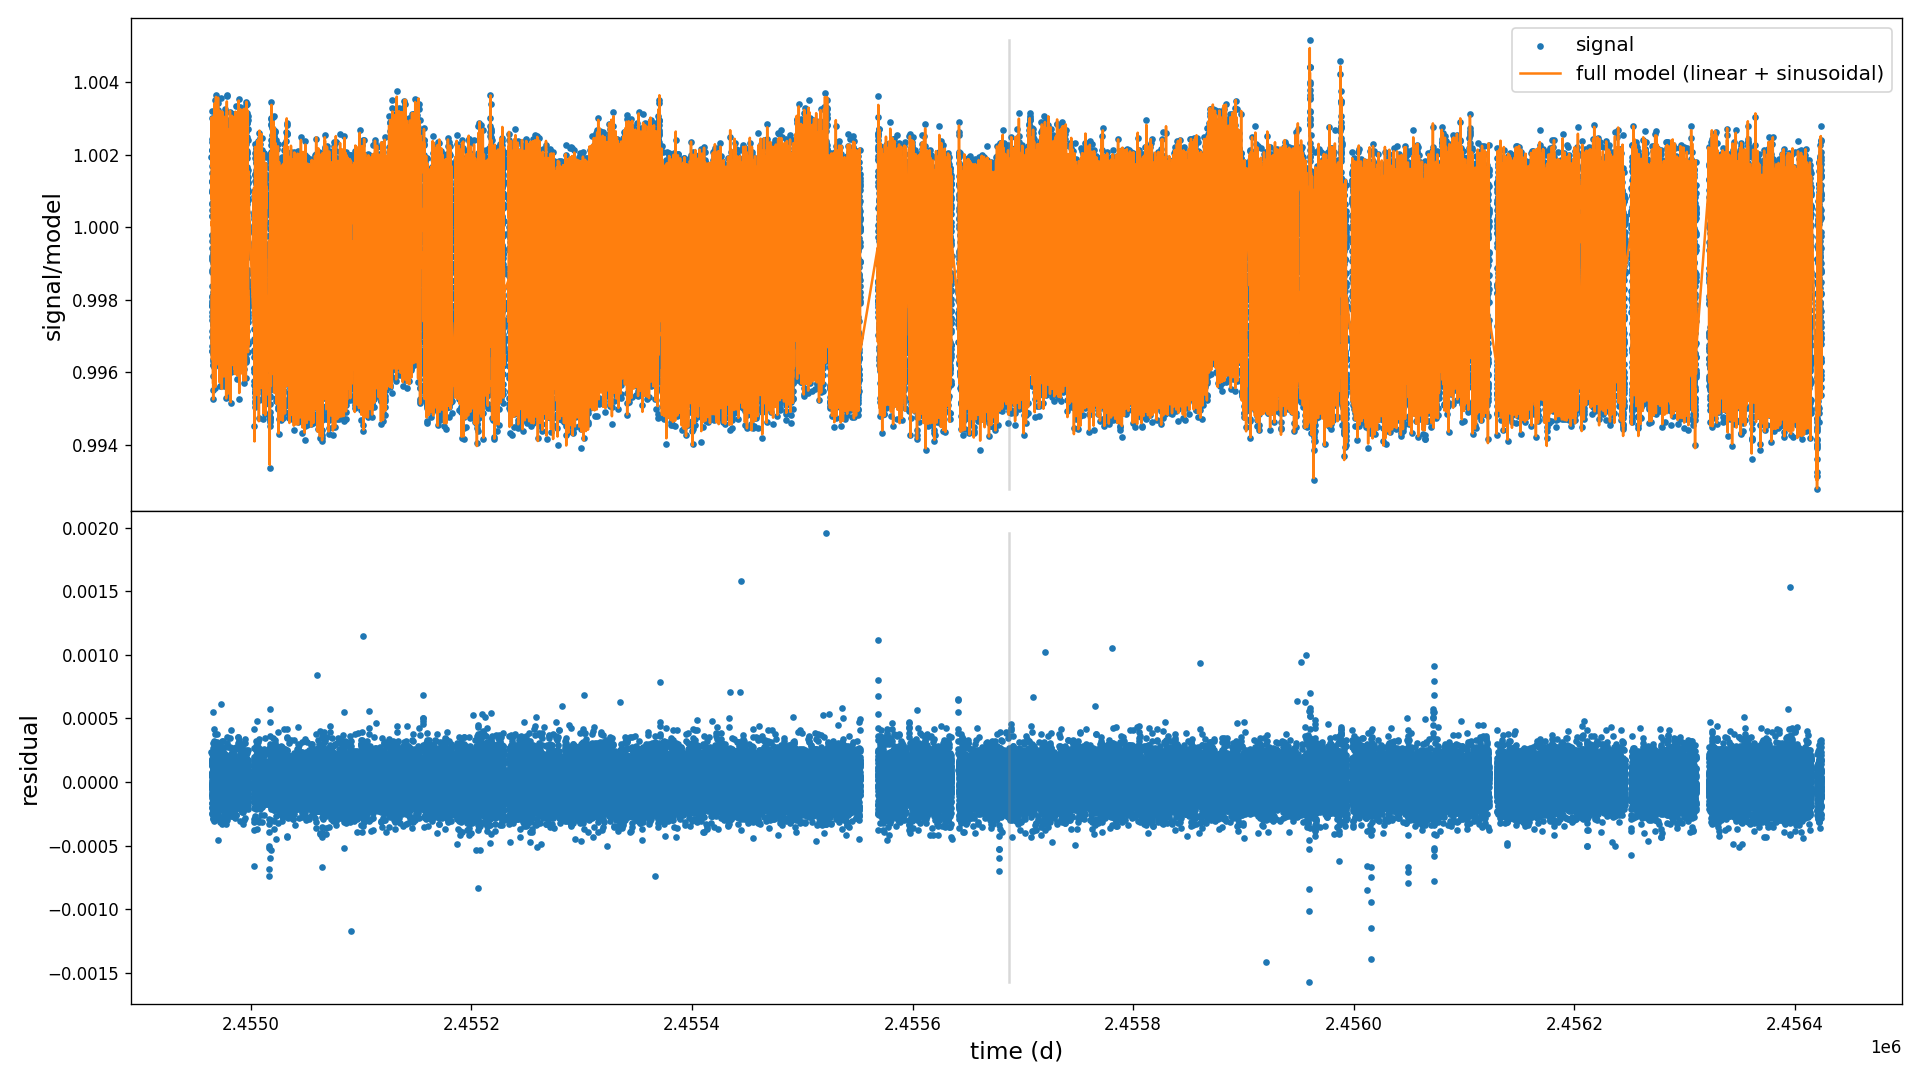 signal
full model (linear + sinusoidal)
1.004
1.002
1.000
0.998
0.996
0.994
signal/model
0.0020
0.0015
0.0010
0.0005
0.0000
−0.0005
−0.0010
−0.0015
residual
2.4550 2.4552 2.4554 2.4556 2.4558 2.4560 2.4562 2.4564
1e6
time (d)